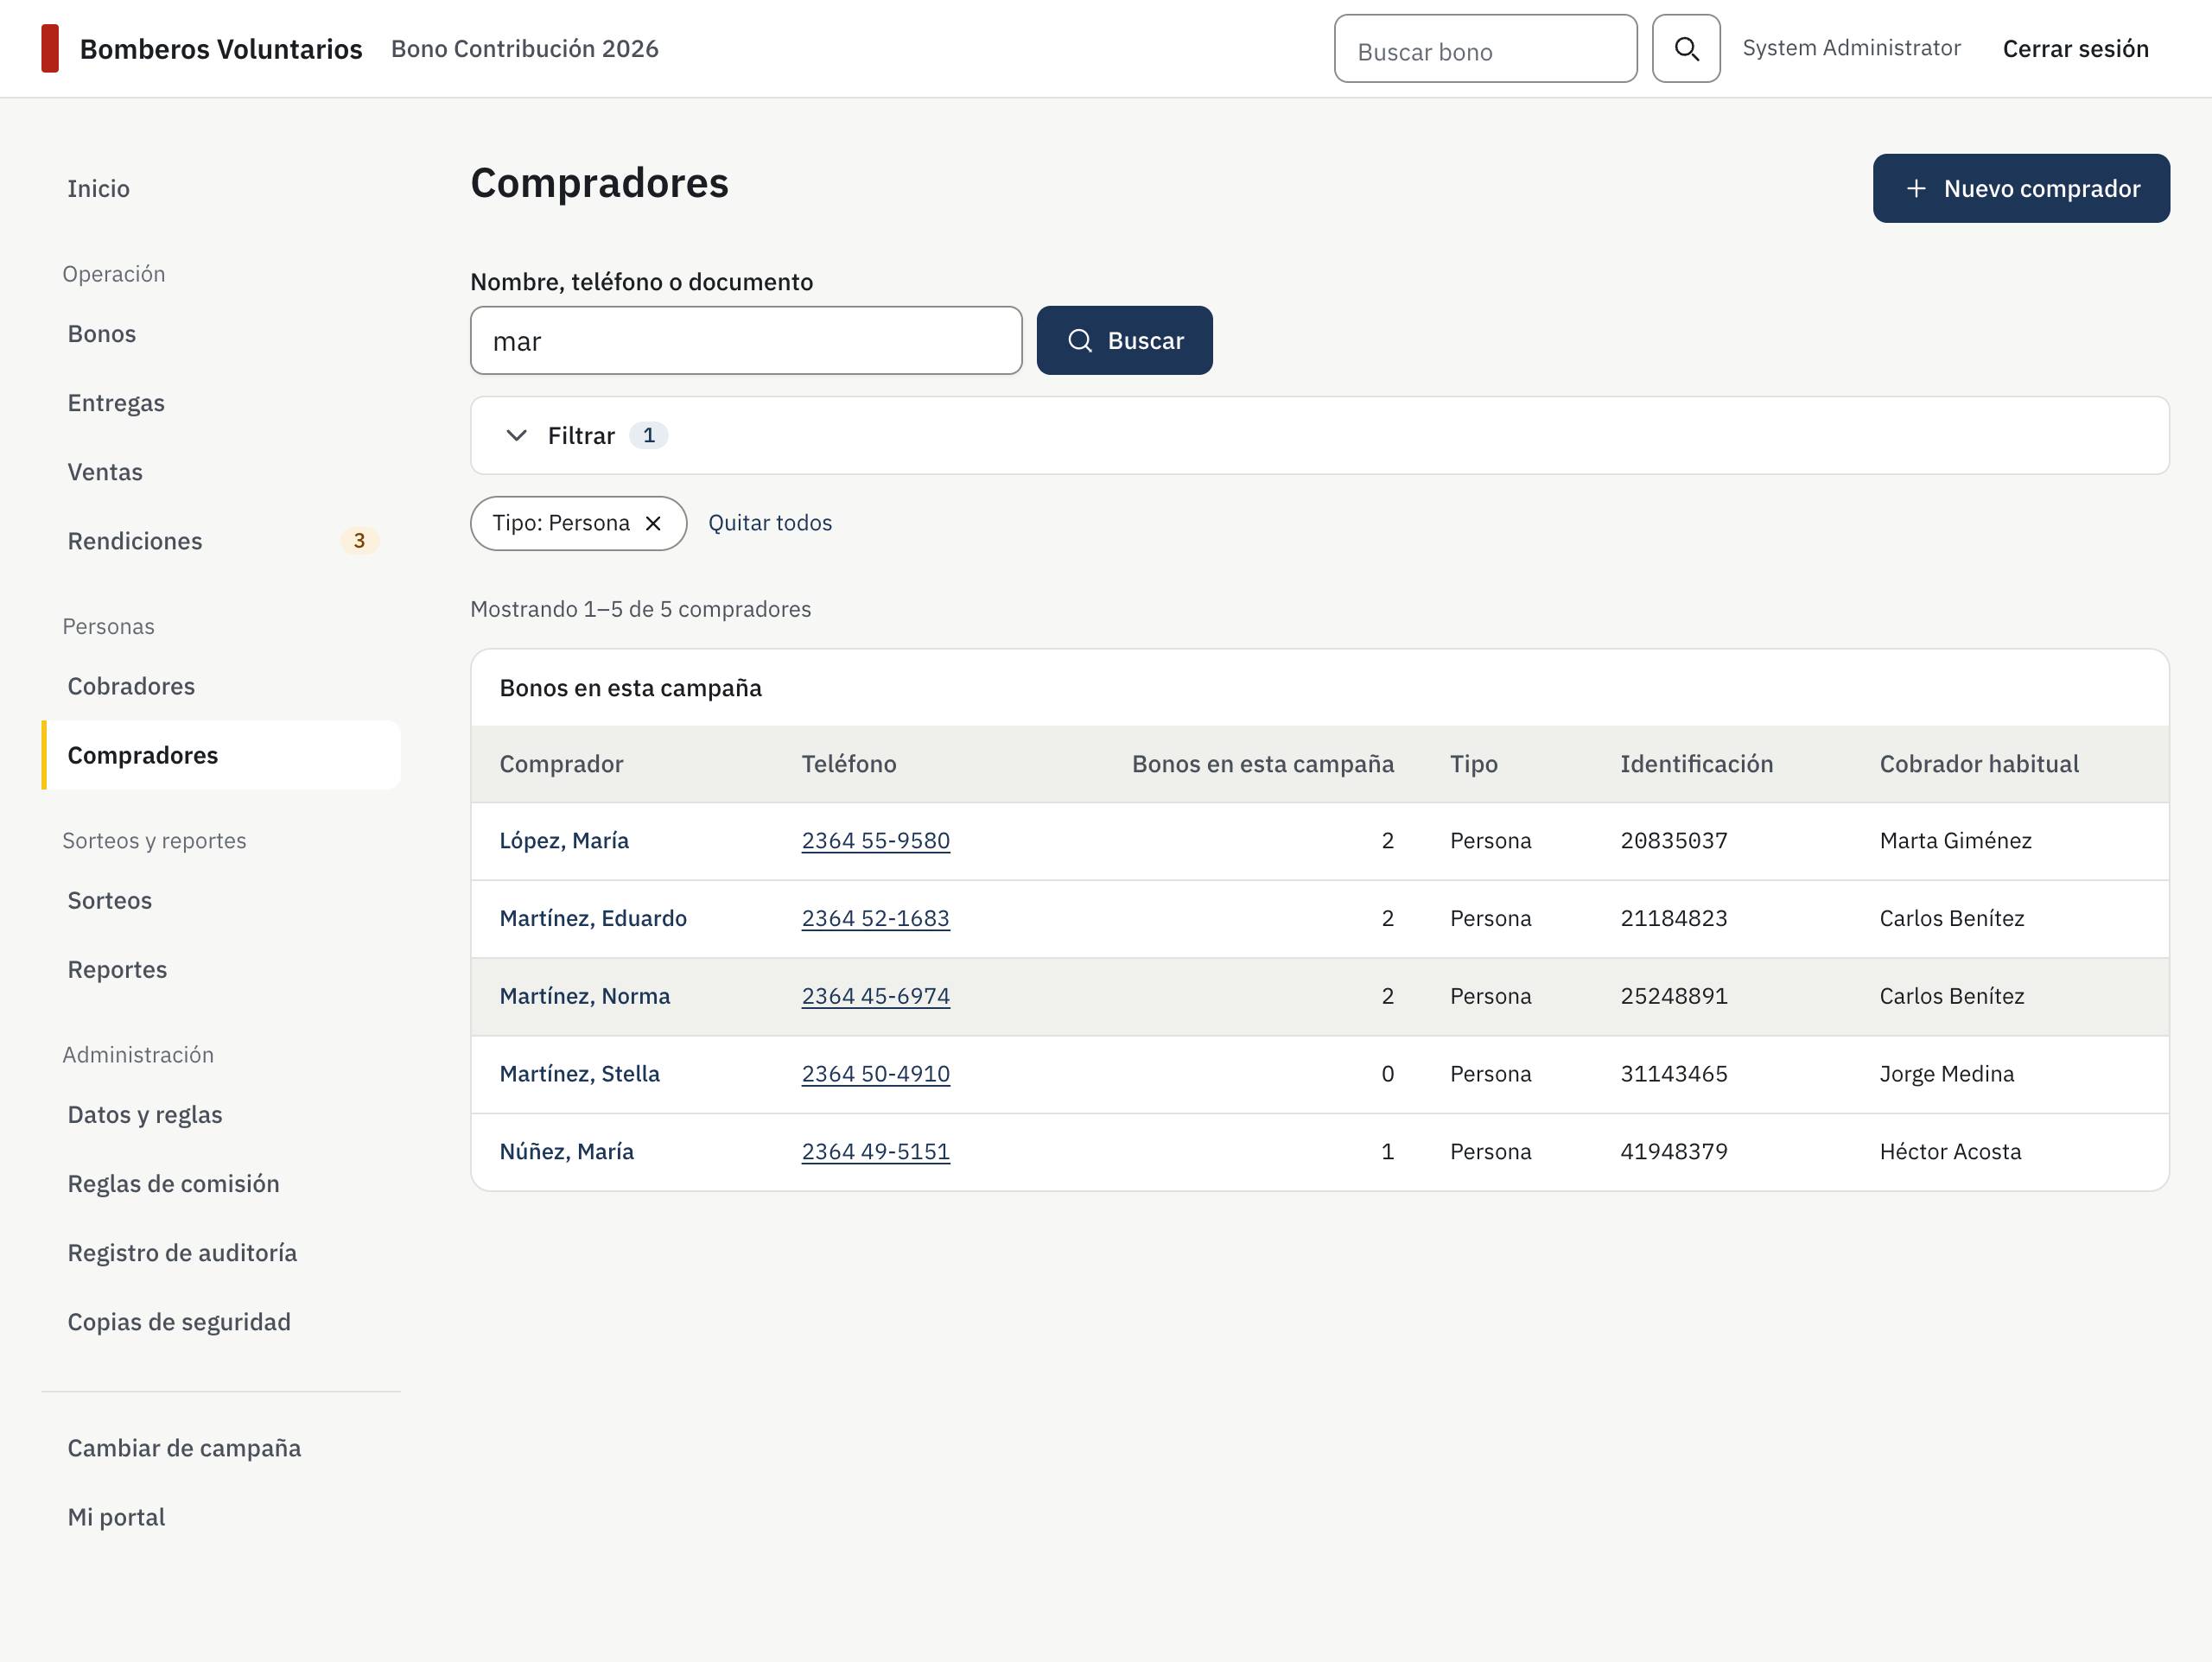 Bomberos Voluntarios Bono Contribución 2026 Buscar bono System Administrator Cerrar sesión
Inicio
Operación
Bonos
Entregas
Ventas
Rendiciones 3
Personas
Cobradores
Compradores
Sorteos y reportes
Sorteos
Reportes
Administración
Datos y reglas
Reglas de comisión
Registro de auditoría
Copias de seguridad
Cambiar de campaña
Mi portal
Compradores
+ Nuevo comprador
Nombre, teléfono o documento
mar Buscar
Filtrar 1
Tipo: Persona × Quitar todos
Mostrando 1–5 de 5 compradores
Bonos en esta campaña
Comprador Teléfono Bonos en esta campaña Tipo Identificación Cobrador habitual
López, María 2364 55-9580 2 Persona 20835037 Marta Giménez
Martínez, Eduardo 2364 52-1683 2 Persona 21184823 Carlos Benítez
Martínez, Norma 2364 45-6974 2 Persona 25248891 Carlos Benítez
Martínez, Stella 2364 50-4910 0 Persona 31143465 Jorge Medina
Núñez, María 2364 49-5151 1 Persona 41948379 Héctor Acosta